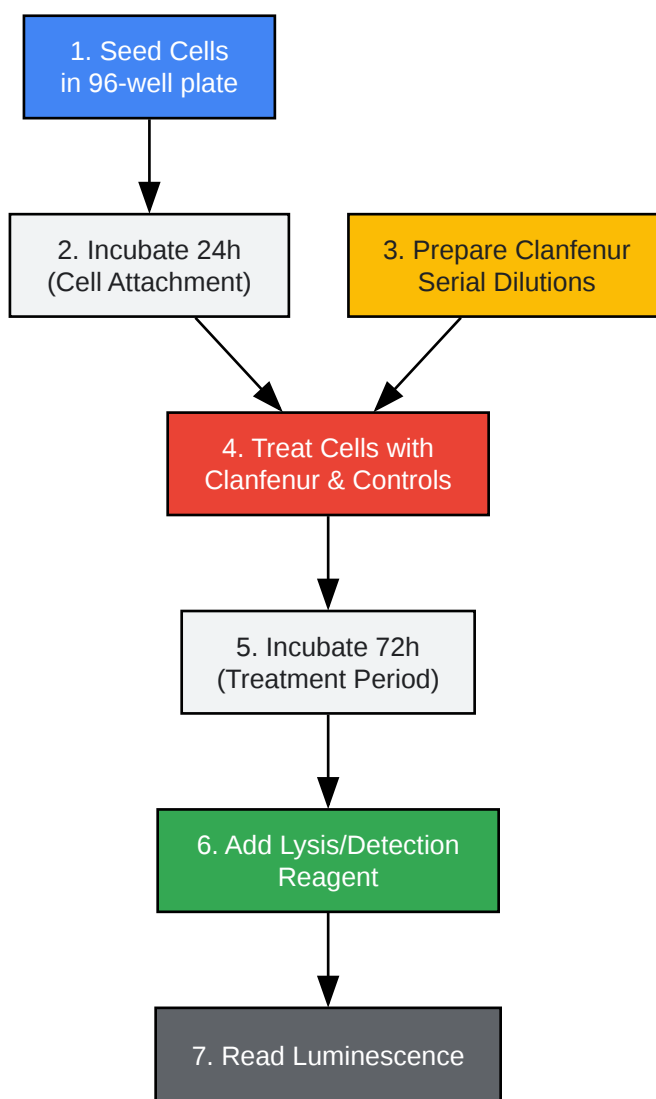 1. Seed Cells
in 96-well plate
2. Incubate 24h
(Cell Attachment)
3. Prepare Clanfenur
Serial Dilutions
4. Treat Cells with
Clanfenur & Controls
5. Incubate 72h
(Treatment Period)
6. Add Lysis/Detection
Reagent
7. Read Luminescence